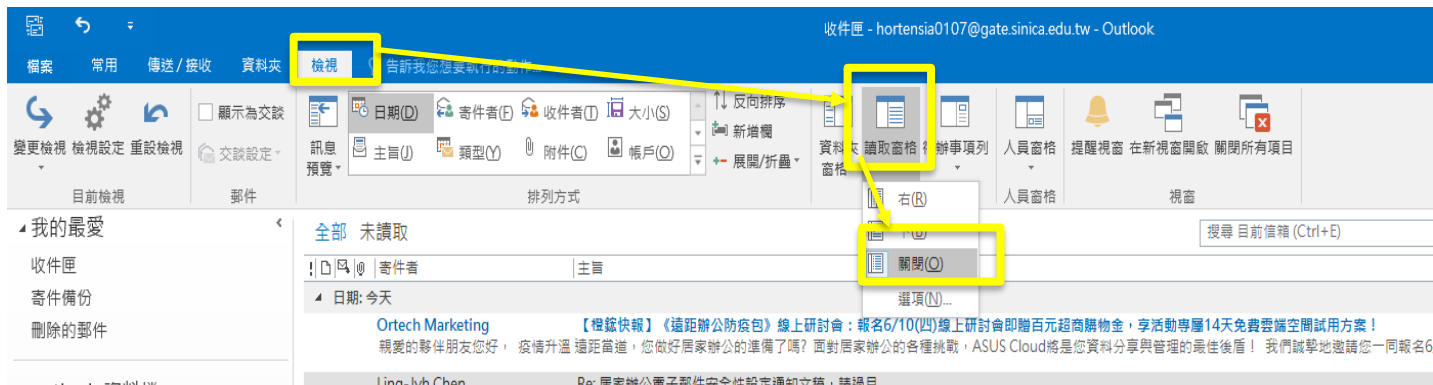 收件匣 - hortensia0107@gate.sinica.edu.tw - Outlook
檔案 常用 傳送 / 接收 資料夾 檢視 告訴我您想要執行的動作...
變更檢視 檢視設定 重設檢視
顯示為交談
交談設定
訊息預覽
日期(D) 寄件者(F) 收件者(T) 大小(S)
主旨(J) 類型(Y) 附件(C) 帳戶(O)
反向排序
新增欄
展開/折疊
資料夾窗格 讀取窗格 待辦事項列 人員窗格 提醒視窗 在新視窗開啟 關閉所有項目
目前檢視 郵件 排列方式 人員窗格 視窗
右(R)
下(B)
關閉(O)
選項(N)...
我的最愛
收件匣
寄件備份
刪除的郵件
全部 未讀取
搜尋 目前信箱 (Ctrl+E)
寄件者 主旨
日期: 今天
Ortech Marketing 【橙鋐快報】《遠距辦公防疫包》線上研討會：報名6/10(四)線上研討會即贈百元超商購物金，享活動專屬14天免費雲端空間試用方案！
親愛的夥伴朋友您好， 疫情升溫 遠距當道，您做好居家辦公的準備了嗎? 面對居家辦公的各種挑戰，ASUS Cloud將是您資料分享與管理的最佳後盾！ 我們誠摯地邀請您一同報名6
Ling-Jyh Chen Re: 居家辦公電子郵件安全性設定通知文稿，請過目